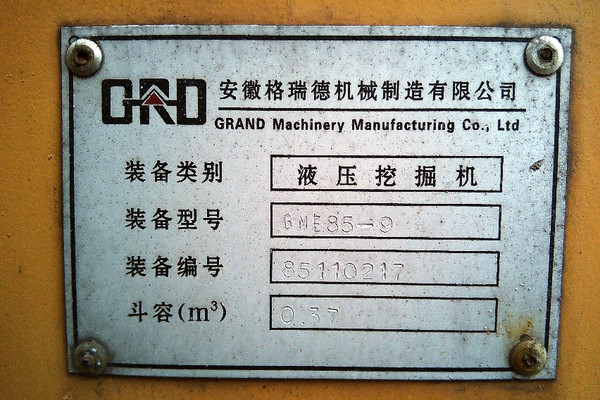 GRD 安徽格瑞德机械制造有限公司
GRAND Machinery Manufacturing Co., Ltd
装备类别 液压挖掘机
装备型号 GME85-9
装备编号 85110217
斗容(m³) 0.37